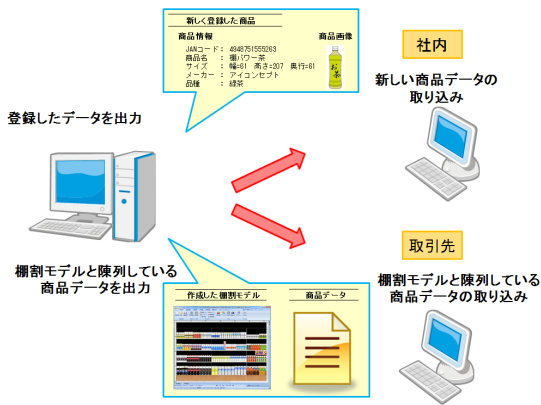 新しく登録した商品
商品情報
商品画像
JANコード： 4948751555263
商品名 ： 棚パワー茶
サイズ ： 幅=61 高さ=207 奥行=61
メーカー ： アイコンセプト
品種 ： 緑茶
お茶
社内
新しい商品データの
取り込み
登録したデータを出力
棚割モデルと陳列している
商品データを出力
取引先
棚割モデルと陳列している
商品データの取り込み
作成した棚割モデル
商品データ